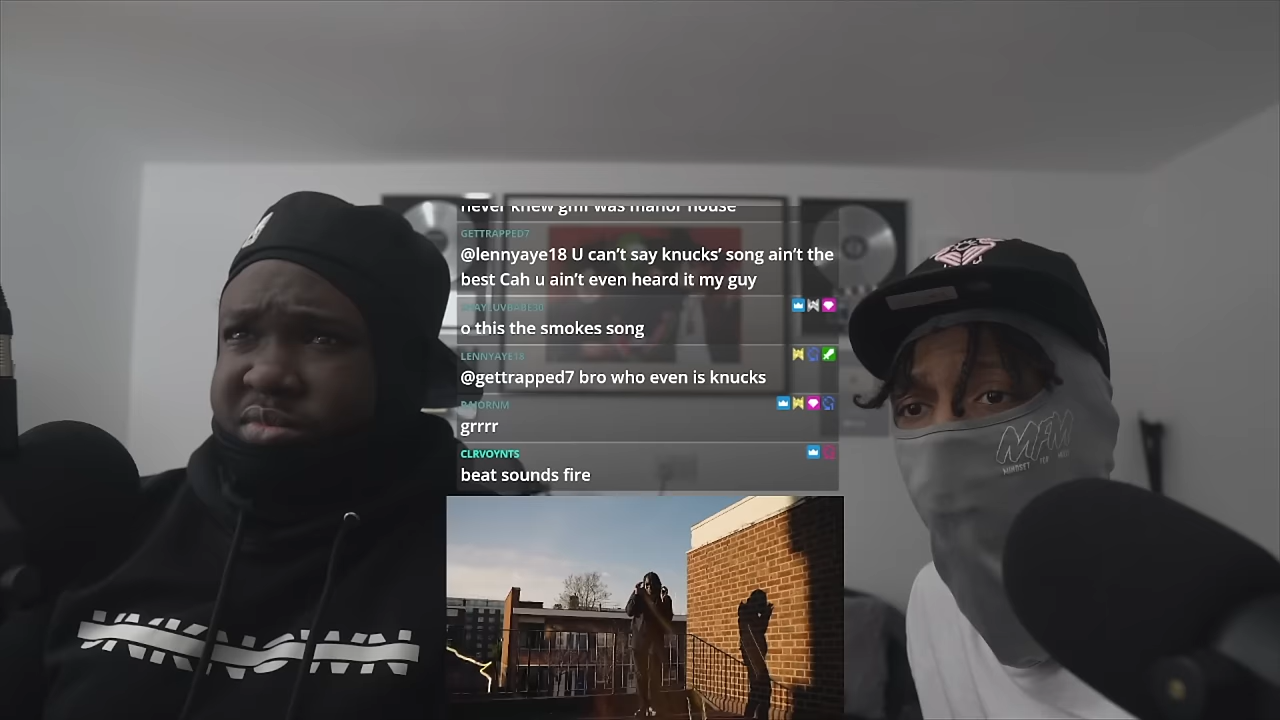 never knew gmf was manor house
GETTRAPPED7
@lennyaye18 U can't say knucks' song ain't the
best Cah u ain't even heard it my guy
o this the smokes song
LENNYAYE18
@gettrapped7 bro who even is knucks
grrrr
CLRVOYNTS
beat sounds fire
UNKNOWN
MFM
MINDSET FOR